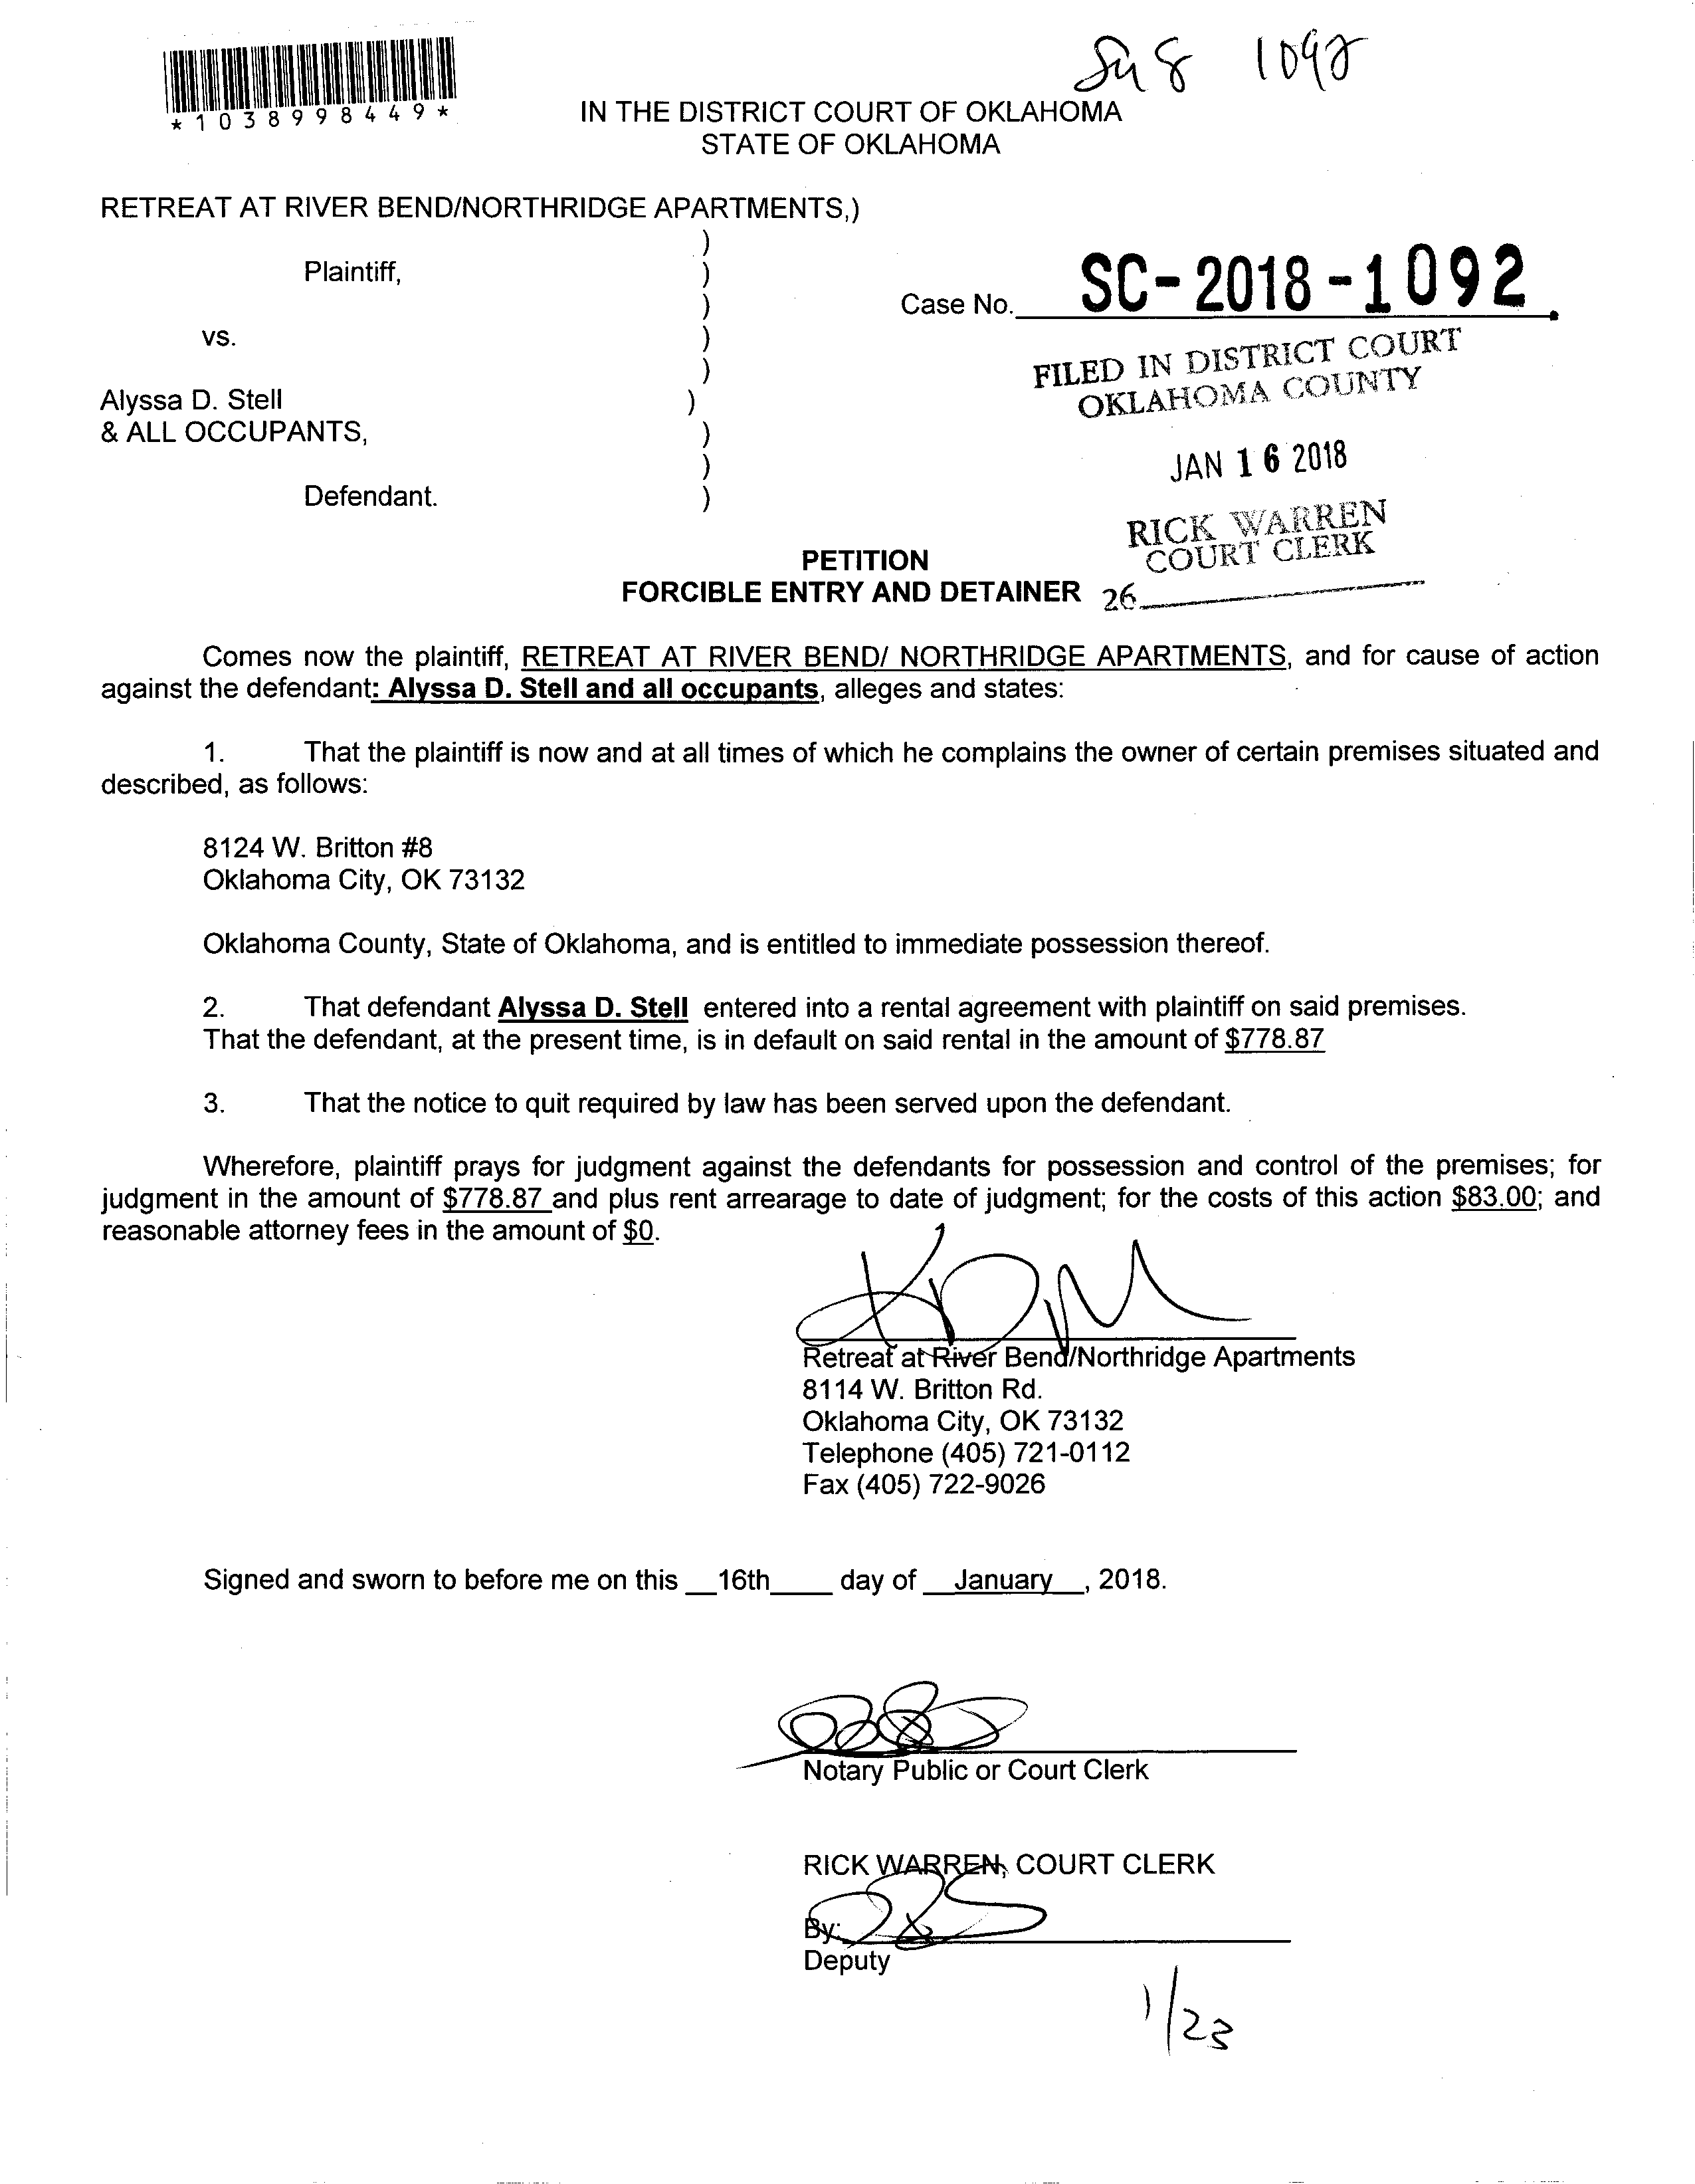 1092
*1038998449*
IN THE DISTRICT COURT OF OKLAHOMA
STATE OF OKLAHOMA
RETREAT AT RIVER BEND/NORTHRIDGE APARTMENTS,)
)
Plaintiff, )
) Case No. SC-2018-1092.
vs. )
)
Alyssa D. Stell )
& ALL OCCUPANTS, )
)
Defendant. )
FILED IN DISTRICT COURT
OKLAHOMA COUNTY
JAN 16 2018
RICK WARREN
COURT CLERK
26
PETITION
FORCIBLE ENTRY AND DETAINER
Comes now the plaintiff, RETREAT AT RIVER BEND/ NORTHRIDGE APARTMENTS, and for cause of action
against the defendant: Alyssa D. Stell and all occupants, alleges and states:
1. That the plaintiff is now and at all times of which he complains the owner of certain premises situated and
described, as follows:
8124 W. Britton #8
Oklahoma City, OK 73132
Oklahoma County, State of Oklahoma, and is entitled to immediate possession thereof.
2. That defendant Alyssa D. Stell entered into a rental agreement with plaintiff on said premises.
That the defendant, at the present time, is in default on said rental in the amount of $778.87
3. That the notice to quit required by law has been served upon the defendant.
Wherefore, plaintiff prays for judgment against the defendants for possession and control of the premises; for
judgment in the amount of $778.87 and plus rent arrearage to date of judgment; for the costs of this action $83.00; and
reasonable attorney fees in the amount of $0.
Retreat at River Bend/Northridge Apartments
8114 W. Britton Rd.
Oklahoma City, OK 73132
Telephone (405) 721-0112
Fax (405) 722-9026
Signed and sworn to before me on this __16th____ day of __January__, 2018.
Notary Public or Court Clerk
RICK WARREN, COURT CLERK
By:
Deputy
1/23